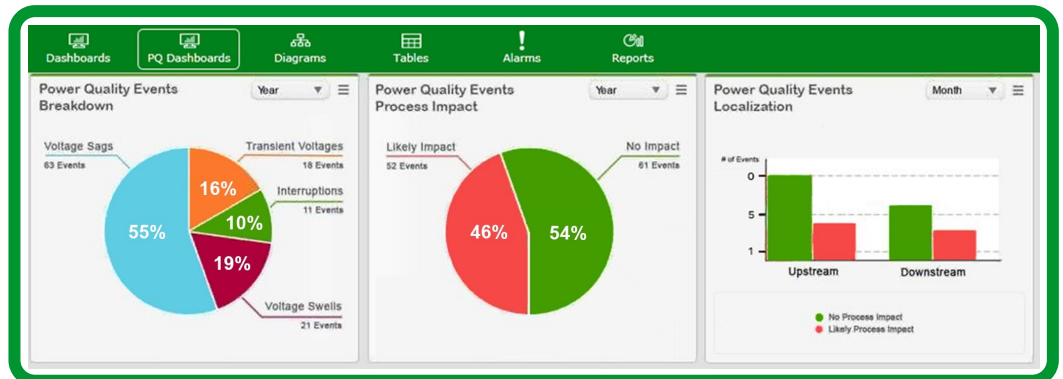 Dashboards
PQ Dashboards
Diagrams
Tables
Alarms
Reports
Power Quality Events
Breakdown
Year
Voltage Sags
63 Events
Transient Voltages
18 Events
Interruptions
11 Events
16%
10%
55%
19%
Voltage Swells
21 Events
Power Quality Events
Process Impact
Year
Likely Impact
52 Events
No Impact
61 Events
46%
54%
Power Quality Events
Localization
Month
# of Events
0
5
1
Upstream
Downstream
No Process Impact
Likely Process Impact